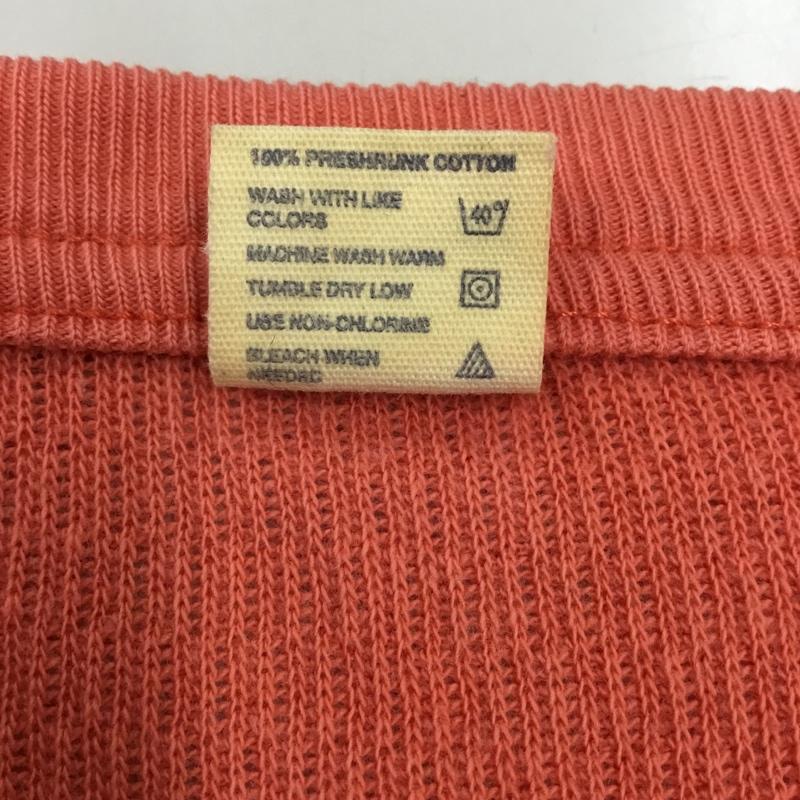 100% PRESHRUNK COTTON
WASH WITH LIKE
COLORS
40°
MACHINE WASH WARM
TUMBLE DRY LOW
USE NON-CHLORINE
BLEACH WHEN
NEEDED